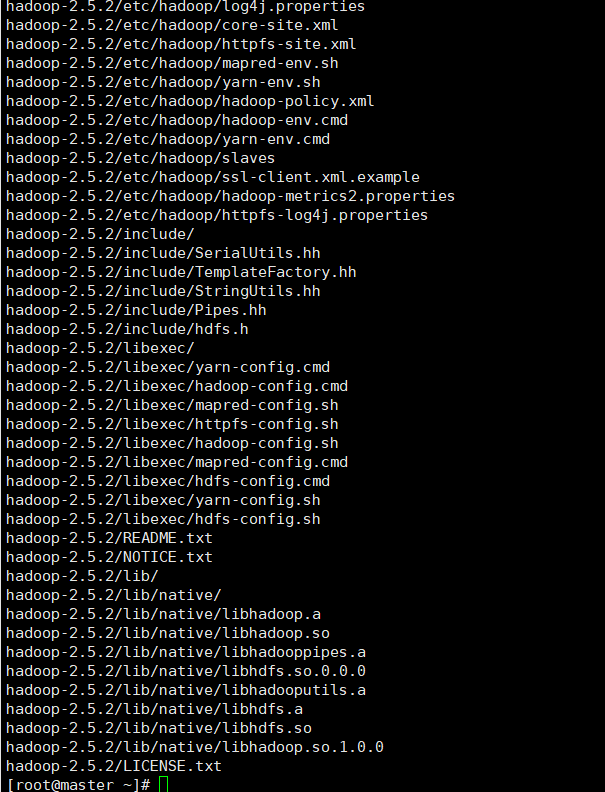 hadoop-2.5.2/etc/hadoop/log4j.properties
hadoop-2.5.2/etc/hadoop/core-site.xml
hadoop-2.5.2/etc/hadoop/httpfs-site.xml
hadoop-2.5.2/etc/hadoop/mapred-env.sh
hadoop-2.5.2/etc/hadoop/yarn-env.sh
hadoop-2.5.2/etc/hadoop/hadoop-policy.xml
hadoop-2.5.2/etc/hadoop/hadoop-env.cmd
hadoop-2.5.2/etc/hadoop/yarn-env.cmd
hadoop-2.5.2/etc/hadoop/slaves
hadoop-2.5.2/etc/hadoop/ssl-client.xml.example
hadoop-2.5.2/etc/hadoop/hadoop-metrics2.properties
hadoop-2.5.2/etc/hadoop/httpfs-log4j.properties
hadoop-2.5.2/include/
hadoop-2.5.2/include/SerialUtils.hh
hadoop-2.5.2/include/TemplateFactory.hh
hadoop-2.5.2/include/StringUtils.hh
hadoop-2.5.2/include/Pipes.hh
hadoop-2.5.2/include/hdfs.h
hadoop-2.5.2/libexec/
hadoop-2.5.2/libexec/yarn-config.cmd
hadoop-2.5.2/libexec/hadoop-config.cmd
hadoop-2.5.2/libexec/mapred-config.sh
hadoop-2.5.2/libexec/httpfs-config.sh
hadoop-2.5.2/libexec/hadoop-config.sh
hadoop-2.5.2/libexec/mapred-config.cmd
hadoop-2.5.2/libexec/hdfs-config.cmd
hadoop-2.5.2/libexec/yarn-config.sh
hadoop-2.5.2/libexec/hdfs-config.sh
hadoop-2.5.2/README.txt
hadoop-2.5.2/NOTICE.txt
hadoop-2.5.2/lib/
hadoop-2.5.2/lib/native/
hadoop-2.5.2/lib/native/libhadoop.a
hadoop-2.5.2/lib/native/libhadoop.so
hadoop-2.5.2/lib/native/libhadooppipes.a
hadoop-2.5.2/lib/native/libhdfs.so.0.0.0
hadoop-2.5.2/lib/native/libhadooputils.a
hadoop-2.5.2/lib/native/libhdfs.a
hadoop-2.5.2/lib/native/libhdfs.so
hadoop-2.5.2/lib/native/libhadoop.so.1.0.0
hadoop-2.5.2/LICENSE.txt
[root@master ~]#